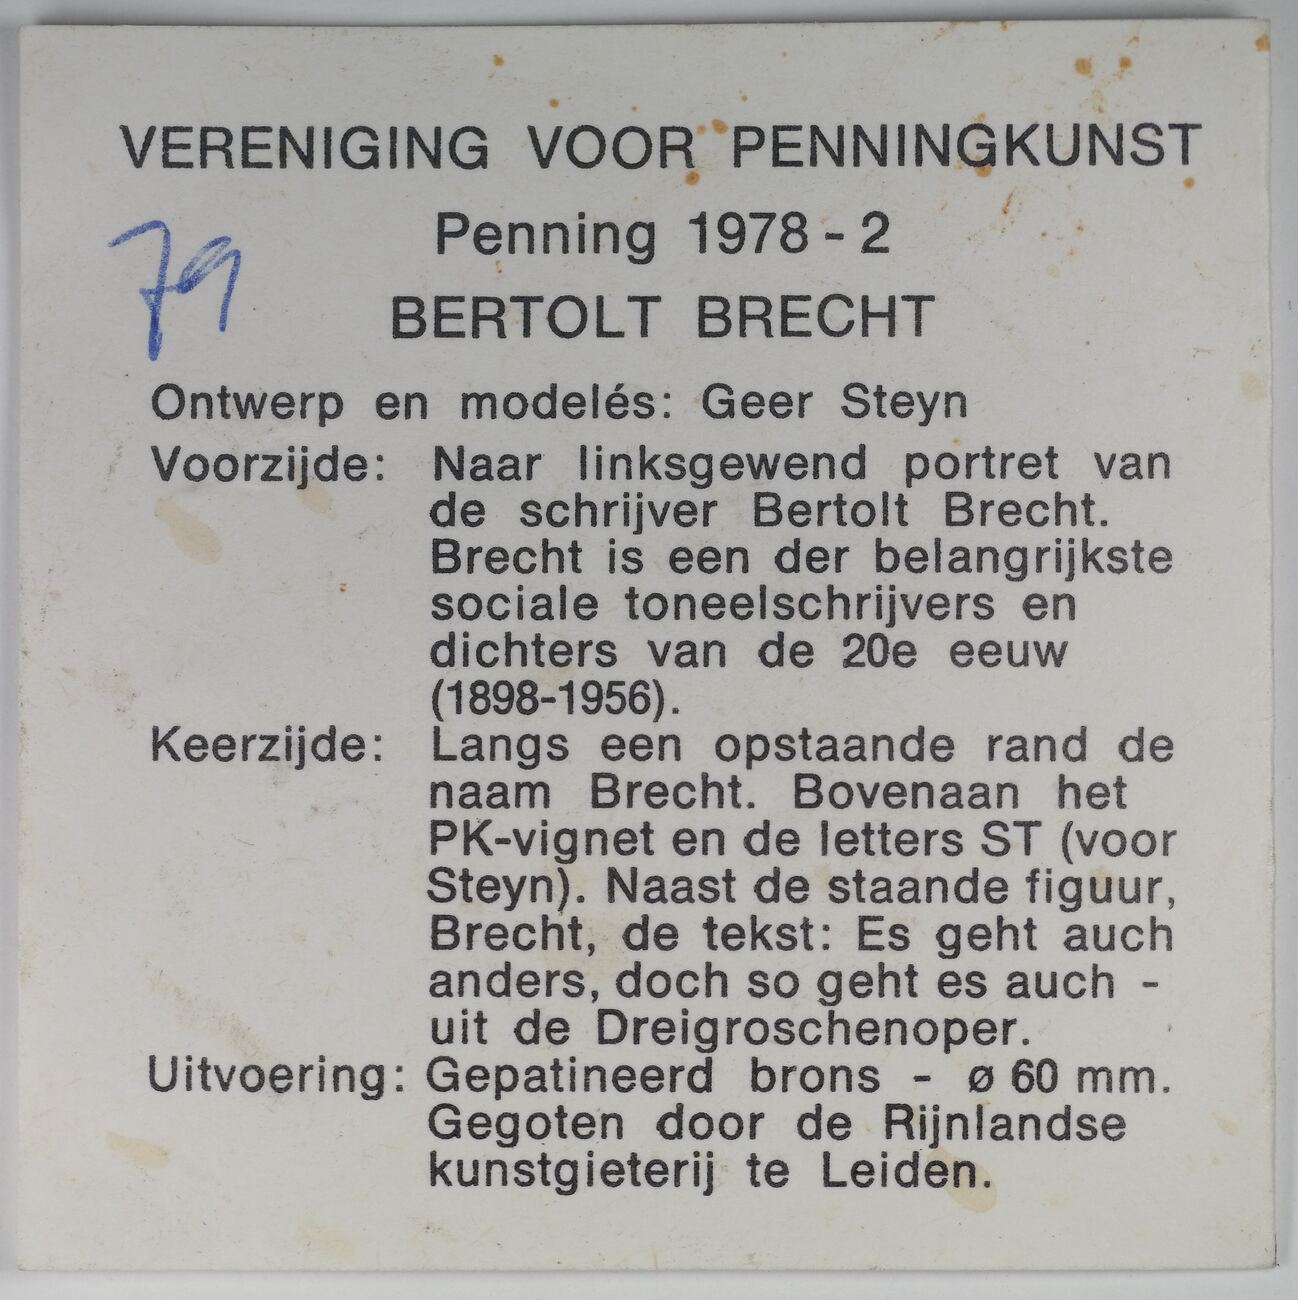 VERENIGING VOOR PENNINGKUNST
Penning 1978 - 2
79
BERTOLT BRECHT
Ontwerp en modelés: Geer Steyn
Voorzijde: Naar linksgewend portret van
de schrijver Bertolt Brecht.
Brecht is een der belangrijkste
sociale toneelschrijvers en
dichters van de 20e eeuw
(1898-1956).
Keerzijde: Langs een opstaande rand de
naam Brecht. Bovenaan het
PK-vignet en de letters ST (voor
Steyn). Naast de staande figuur,
Brecht, de tekst: Es geht auch
anders, doch so geht es auch -
uit de Dreigroschenoper.
Uitvoering: Gepatineerd brons - ø 60 mm.
Gegoten door de Rijnlandse
kunstgieterij te Leiden.